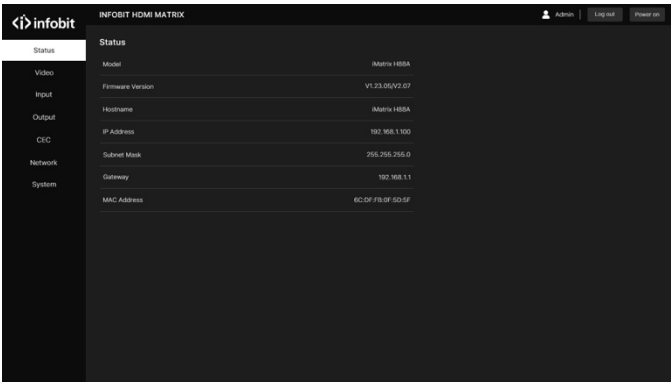 <i> infobit
INFOBIT HDMI MATRIX
Admin
Log out
Power on
Status
Video
Input
Output
CEC
Network
System
Status
Model iMatrix H88A
Firmware Version V1.23.05/V2.07
Hostname iMatrix H88A
IP Address 192.168.1.100
Subnet Mask 255.255.255.0
Gateway 192.168.1.1
MAC Address 6C:DF:FB:0F:5D:5F